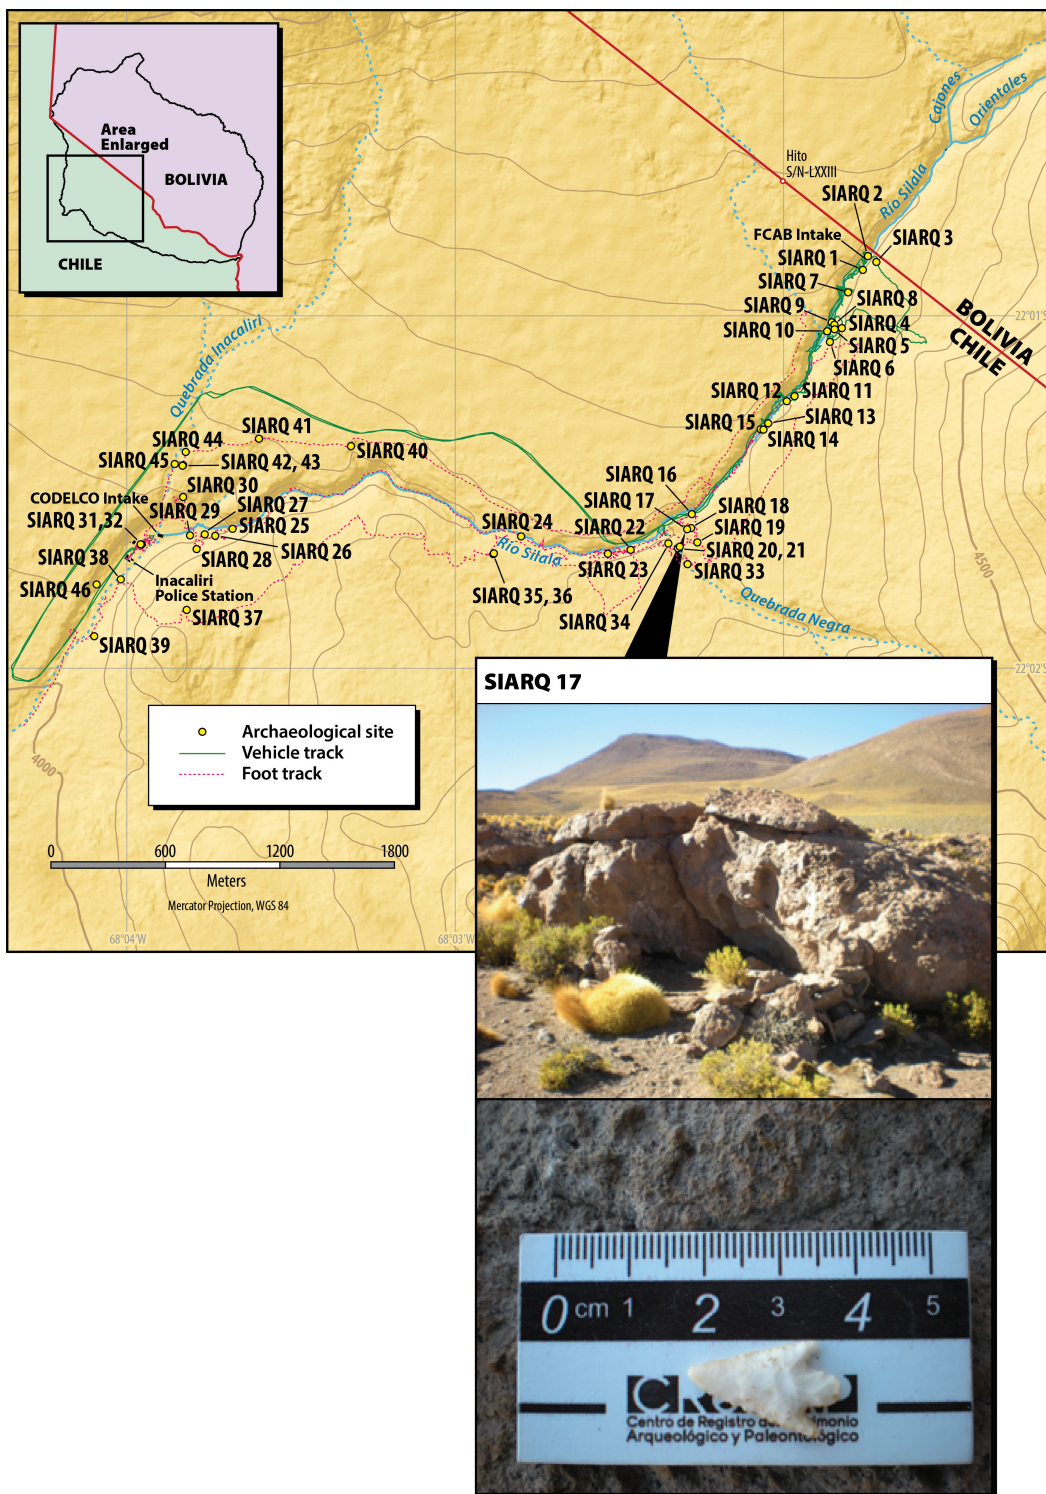 Area
Enlarged
BOLIVIA
CHILE
Cajones
Orientales
Hito
S/N-LXXIII
SIARQ 2
Río Silala
FCAB Intake
SIARQ 3
SIARQ 1
SIARQ 7
SIARQ 8
SIARQ 9
SIARQ 4
SIARQ 10
SIARQ 5
SIARQ 6
BOLIVIA
CHILE
22°01'S
Quebrada Inacaliri
SIARQ 12
SIARQ 11
SIARQ 15
SIARQ 13
SIARQ 14
SIARQ 41
SIARQ 44
SIARQ 40
SIARQ 45
SIARQ 42, 43
SIARQ 30
SIARQ 16
CODELCO Intake
SIARQ 29
SIARQ 27
SIARQ 17
SIARQ 18
SIARQ 31, 32
SIARQ 25
SIARQ 24
SIARQ 22
SIARQ 19
SIARQ 38
SIARQ 28
SIARQ 26
Río Silala
SIARQ 20, 21
SIARQ 46
Inacaliri
Police Station
SIARQ 23
SIARQ 33
4500
SIARQ 35, 36
Quebrada Negra
SIARQ 37
SIARQ 34
SIARQ 39
22°02'S
SIARQ 17
Archaeological site
Vehicle track
Foot track
4000
0 600 1200 1800
Meters
Mercator Projection, WGS 84
68°04'W
68°03'W
0 cm 1 2 3 4 5
Centro de Registro
Arqueológico y Paleontológico